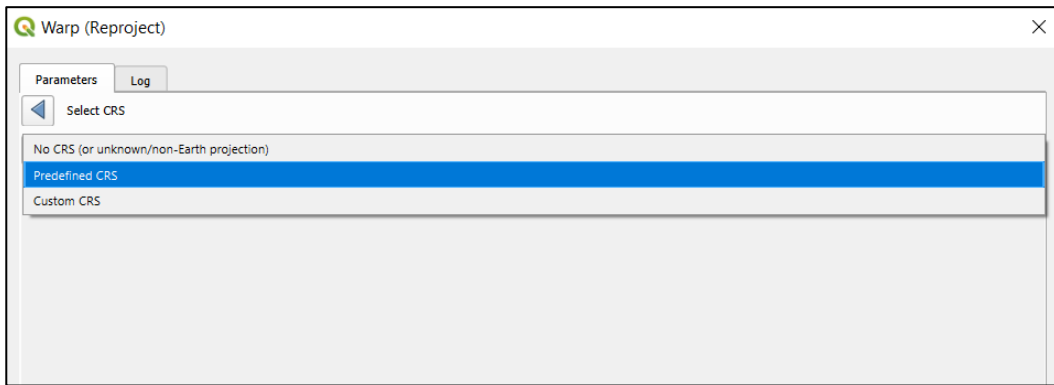 Warp (Reproject)
Parameters Log
Select CRS
No CRS (or unknown/non-Earth projection)
Predefined CRS
Custom CRS